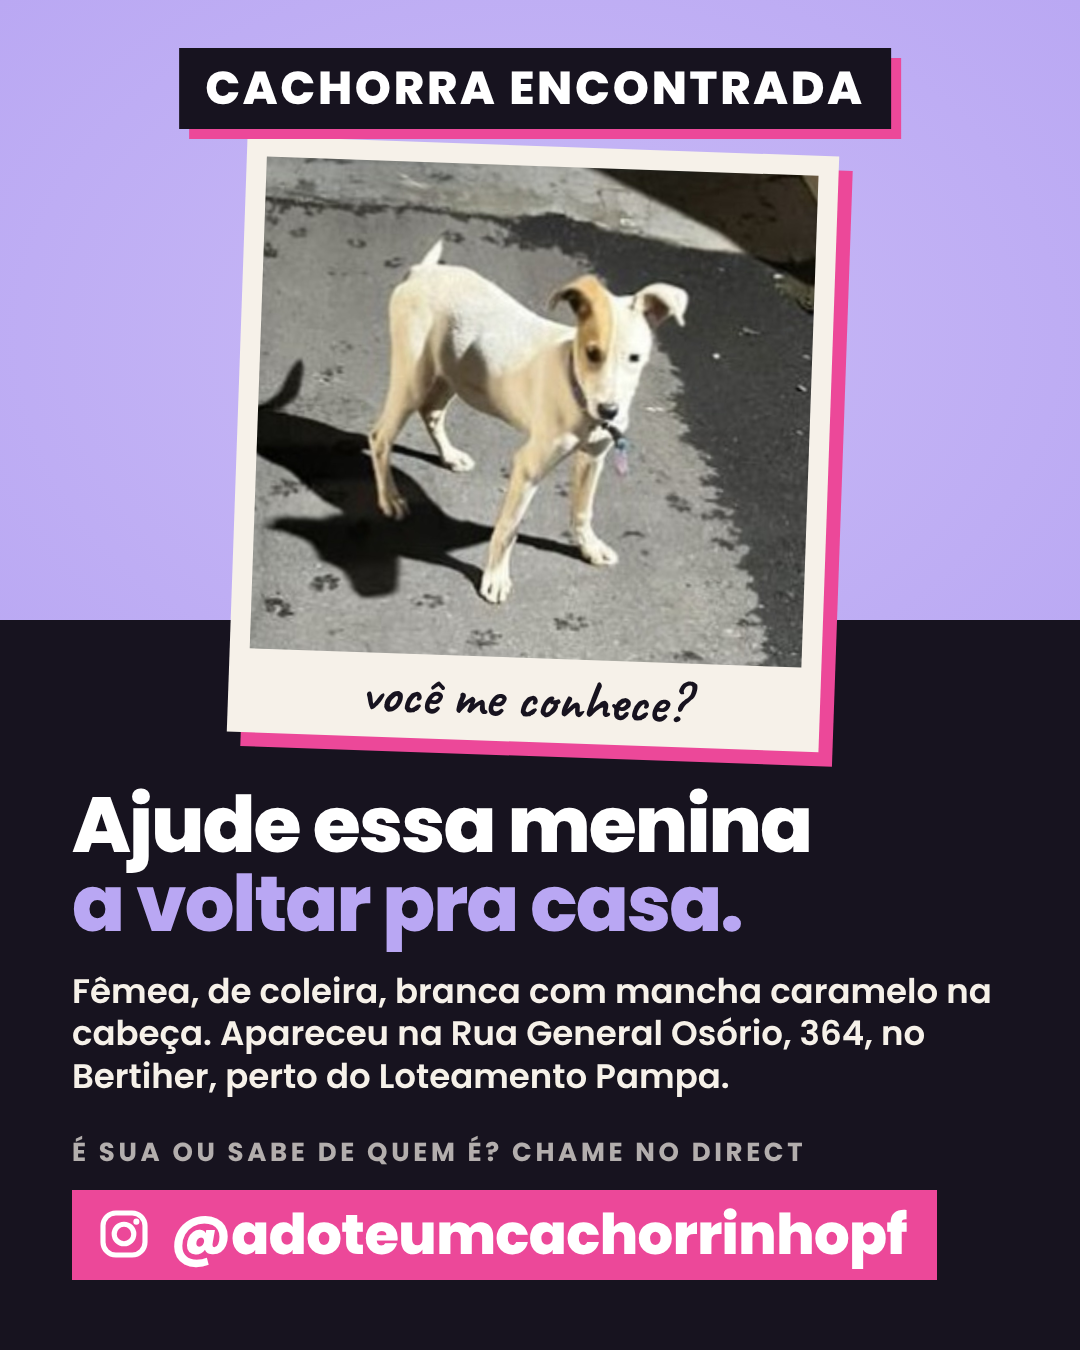 CACHORRA ENCONTRADA
você me conhece?
Ajude essa menina
a voltar pra casa.
Fêmea, de coleira, branca com mancha caramelo na
cabeça. Apareceu na Rua General Osório, 364, no
Bertiher, perto do Loteamento Pampa.
É SUA OU SABE DE QUEM É? CHAME NO DIRECT
@adoteumcachorrinhopf